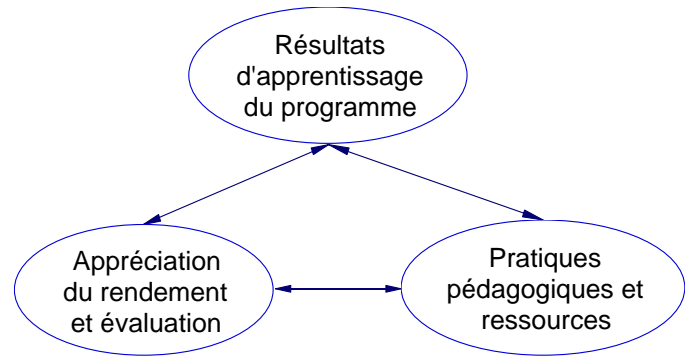 Résultats
d'apprentissage
du programme
Appréciation
du rendement
et évaluation
Pratiques
pédagogiques et
ressources